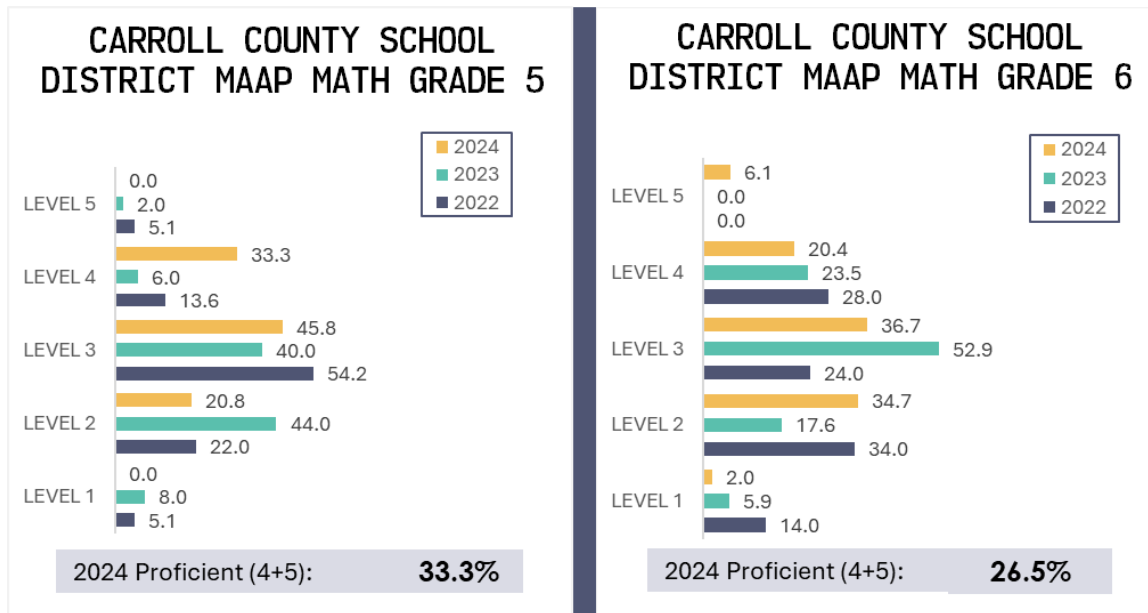 CARROLL COUNTY SCHOOL
DISTRICT MAAP MATH GRADE 5
2024
2023
2022
LEVEL 5
0.0
2.0
5.1
LEVEL 4
33.3
6.0
13.6
LEVEL 3
45.8
40.0
54.2
LEVEL 2
20.8
44.0
22.0
LEVEL 1
0.0
8.0
5.1
2024 Proficient (4+5): 33.3%
CARROLL COUNTY SCHOOL
DISTRICT MAAP MATH GRADE 6
2024
2023
2022
LEVEL 5
6.1
0.0
0.0
LEVEL 4
20.4
23.5
28.0
LEVEL 3
36.7
52.9
24.0
LEVEL 2
34.7
17.6
34.0
LEVEL 1
2.0
5.9
14.0
2024 Proficient (4+5): 26.5%